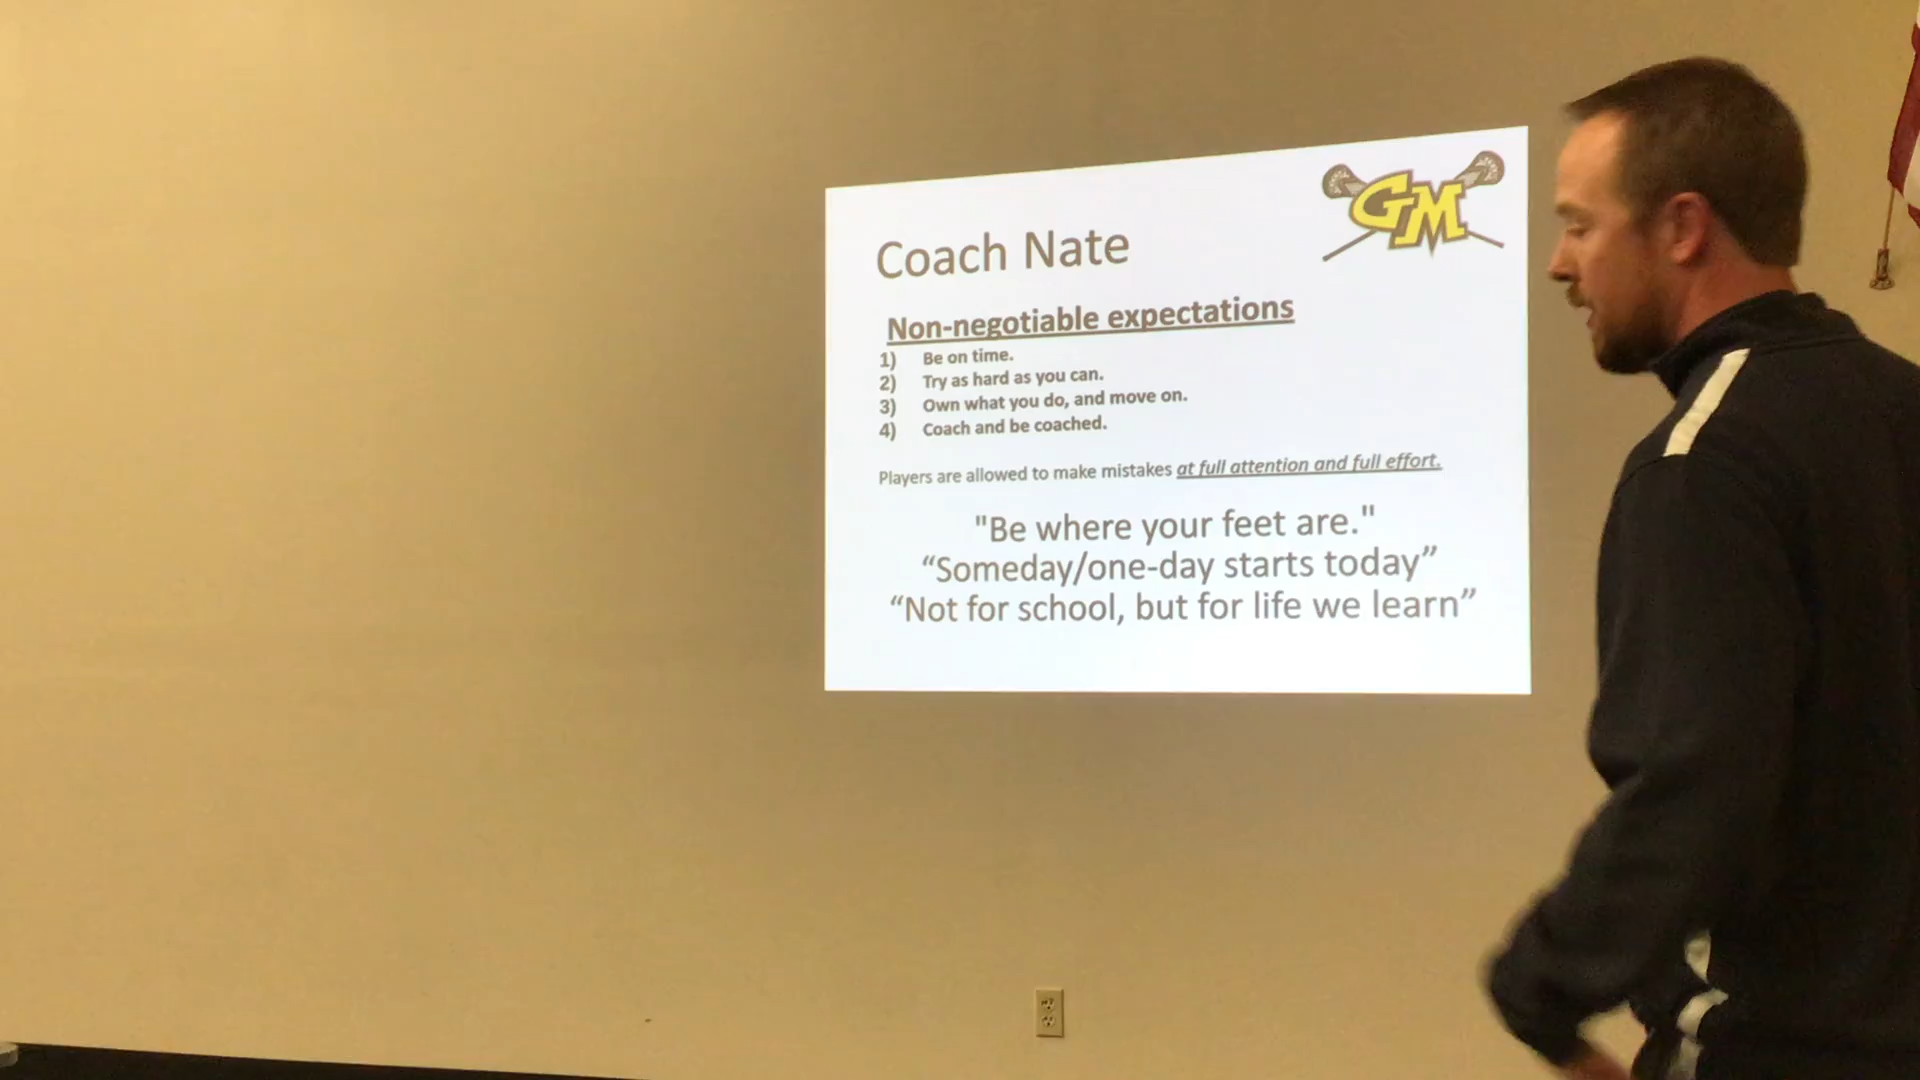 GM
Coach Nate
Non-negotiable expectations
1) Be on time.
2) Try as hard as you can.
3) Own what you do, and move on.
4) Coach and be coached.
Players are allowed to make mistakes at full attention and full effort.
"Be where your feet are."
“Someday/one-day starts today”
“Not for school, but for life we learn”